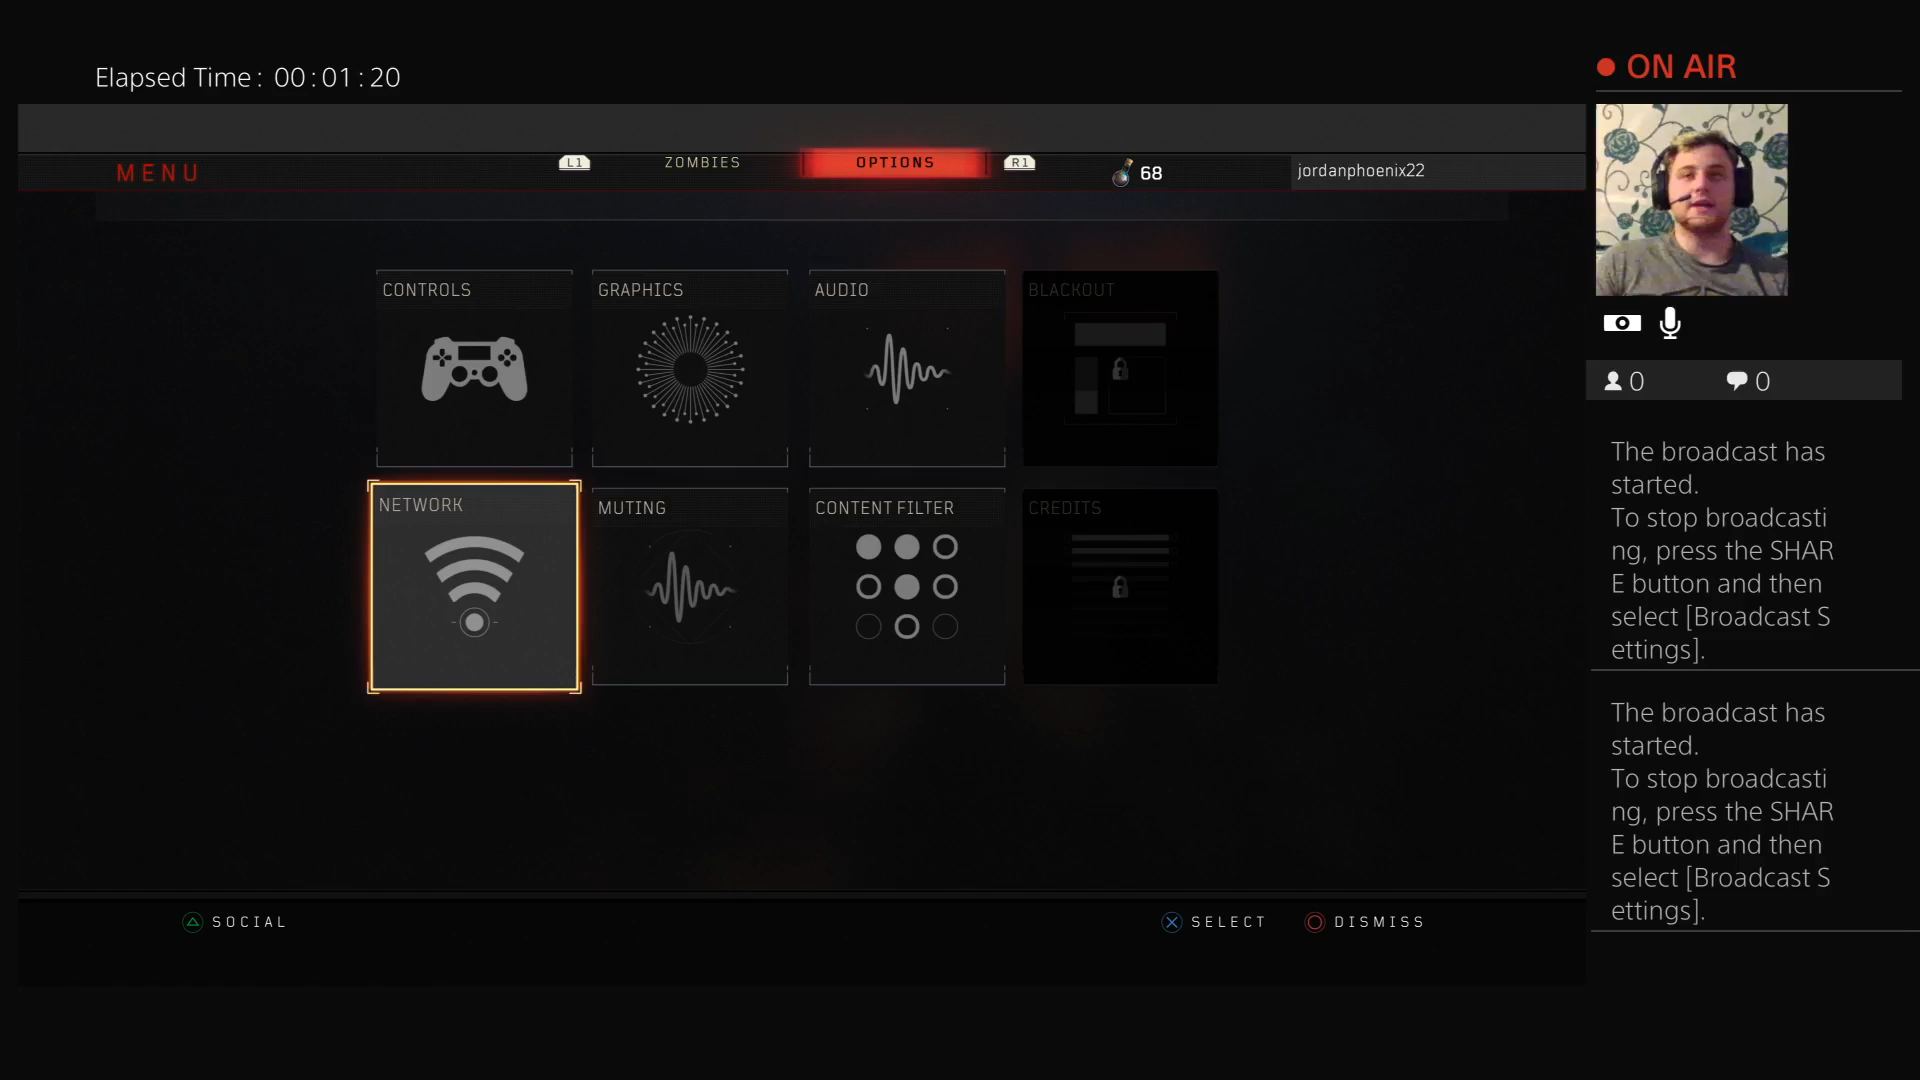 Elapsed Time: 00:01:20
ON AIR
MENU
L1
ZOMBIES
OPTIONS
R1
68
jordanphoenix22
CONTROLS
GRAPHICS
AUDIO
BLACKOUT
NETWORK
MUTING
CONTENT FILTER
CREDITS
0
0
The broadcast has
started.
To stop broadcasti
ng, press the SHAR
E button and then
select [Broadcast S
ettings].
The broadcast has
started.
To stop broadcasti
ng, press the SHAR
E button and then
select [Broadcast S
ettings].
SOCIAL
SELECT
DISMISS